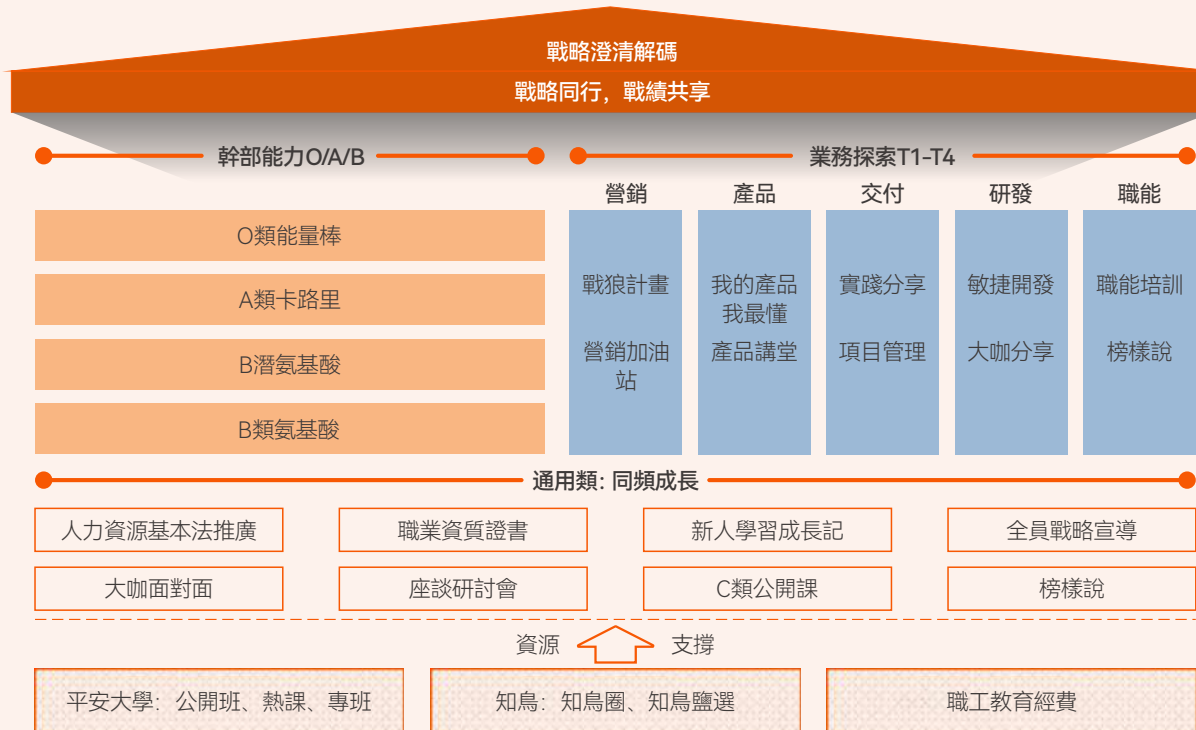 戰略澄清解碼
戰略同行，戰績共享
幹部能力O/A/B
業務探索T1-T4
營銷
產品
交付
研發
職能
O類能量棒
A類卡路里
B潛氨基酸
B類氨基酸
戰狼計畫
營銷加油
站
我的產品
我最懂
產品講堂
實踐分享
項目管理
敏捷開發
大咖分享
職能培訓
榜樣說
通用類：同頻成長
人力資源基本法推廣
職業資質證書
新人學習成長記
全員戰略宣導
大咖面對面
座談研討會
C類公開課
榜樣說
資源
支撐
平安大學：公開班、熱課、專班
知鳥：知鳥圈、知鳥鹽選
職工教育經費